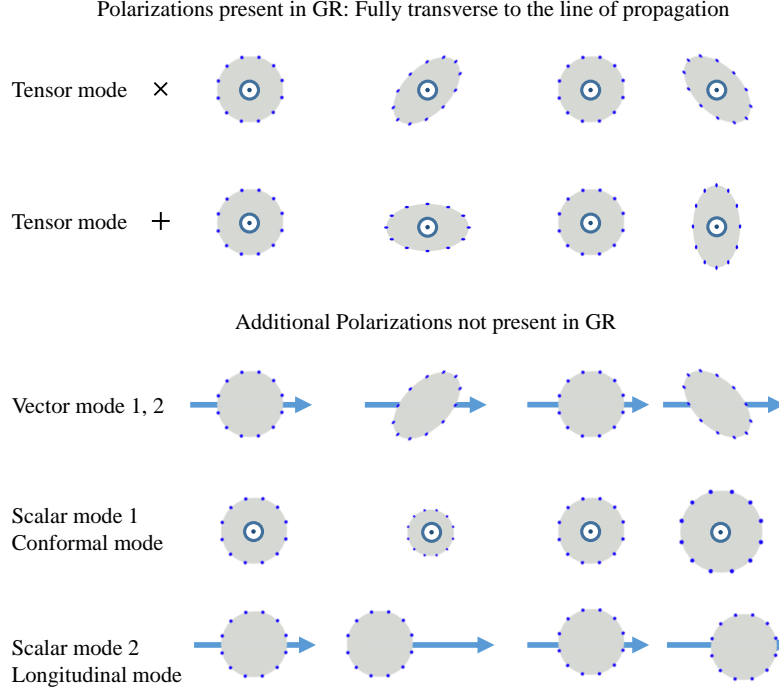 Polarizations present in GR: Fully transverse to the line of propagation
Tensor mode ×
Tensor mode +
Additional Polarizations not present in GR
Vector mode 1, 2
Scalar mode 1
Conformal mode
Scalar mode 2
Longitudinal mode